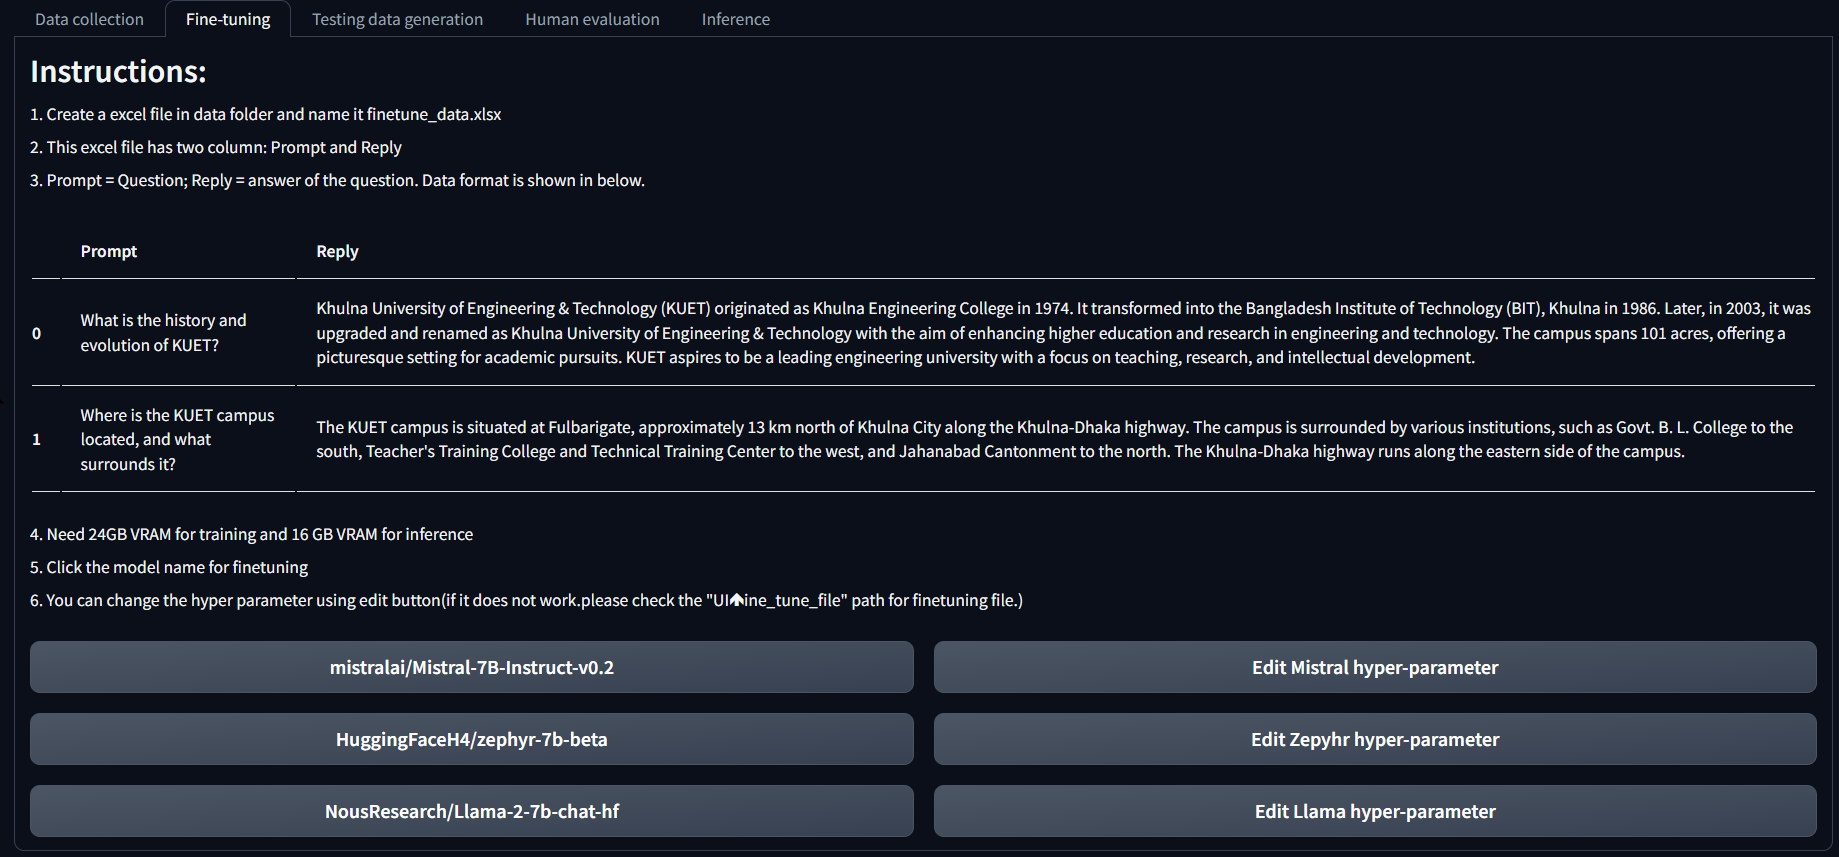 Data collection
Fine-tuning
Testing data generation
Human evaluation
Inference
Instructions:
1. Create a excel file in data folder and name it finetune_data.xlsx
2. This excel file has two column: Prompt and Reply
3. Prompt = Question; Reply = answer of the question. Data format is shown in below.
Prompt Reply
0
What is the history and
evolution of KUET?
Khulna University of Engineering & Technology (KUET) originated as Khulna Engineering College in 1974. It transformed into the Bangladesh Institute of Technology (BIT), Khulna in 1986. Later, in 2003, it was
upgraded and renamed as Khulna University of Engineering & Technology with the aim of enhancing higher education and research in engineering and technology. The campus spans 101 acres, offering a
picturesque setting for academic pursuits. KUET aspires to be a leading engineering university with a focus on teaching, research, and intellectual development.
1
Where is the KUET campus
located, and what
surrounds it?
The KUET campus is situated at Fulbarigate, approximately 13 km north of Khulna City along the Khulna-Dhaka highway. The campus is surrounded by various institutions, such as Govt. B. L. College to the
south, Teacher's Training College and Technical Training Center to the west, and Jahanabad Cantonment to the north. The Khulna-Dhaka highway runs along the eastern side of the campus.
4. Need 24GB VRAM for training and 16 GB VRAM for inference
5. Click the model name for finetuning
6. You can change the hyper parameter using edit button(if it does not work.please check the "UI🡅ine_tune_file" path for finetuning file.)
mistralai/Mistral-7B-Instruct-v0.2
Edit Mistral hyper-parameter
HuggingFaceH4/zephyr-7b-beta
Edit Zepyhr hyper-parameter
NousResearch/Llama-2-7b-chat-hf
Edit Llama hyper-parameter